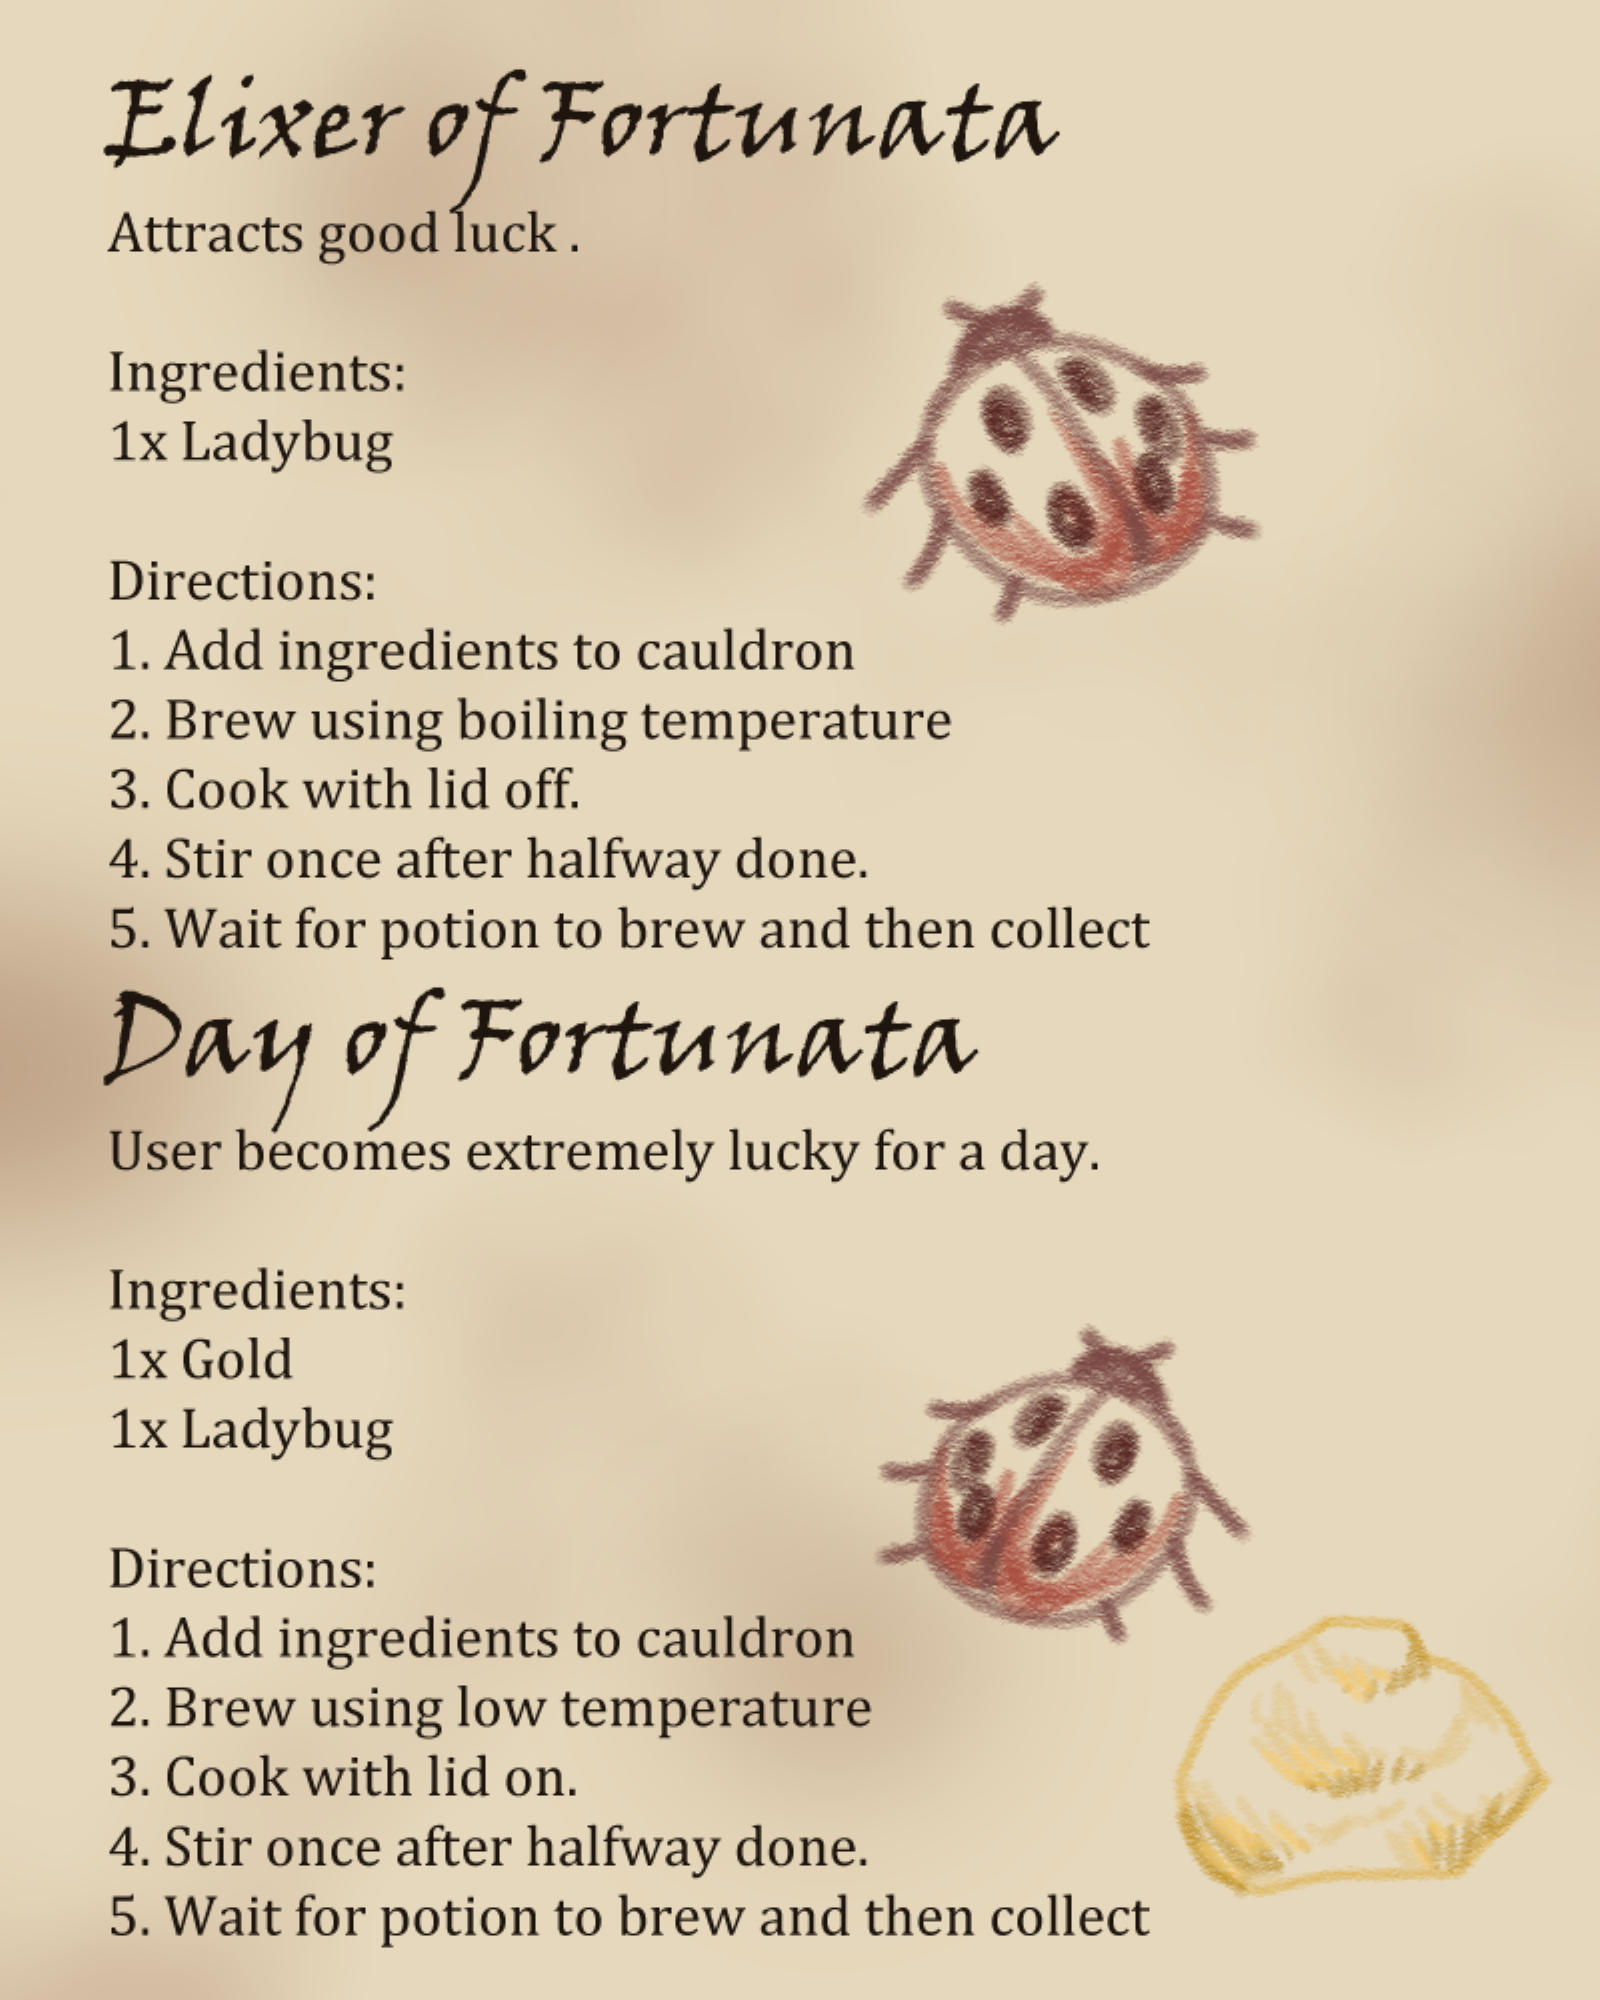 Elixer of Fortunata
Attracts good luck .
Ingredients:
1x Ladybug
Directions:
1. Add ingredients to cauldron
2. Brew using boiling temperature
3. Cook with lid off.
4. Stir once after halfway done.
5. Wait for potion to brew and then collect
Day of Fortunata
User becomes extremely lucky for a day.
Ingredients:
1x Gold
1x Ladybug
Directions:
1. Add ingredients to cauldron
2. Brew using low temperature
3. Cook with lid on.
4. Stir once after halfway done.
5. Wait for potion to brew and then collect